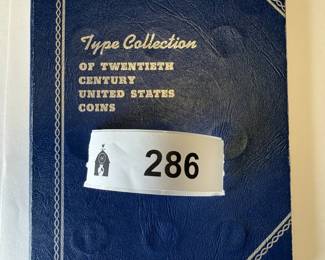 Type Collection
OF TWENTIETH
CENTURY
UNITED STATES
COINS
286